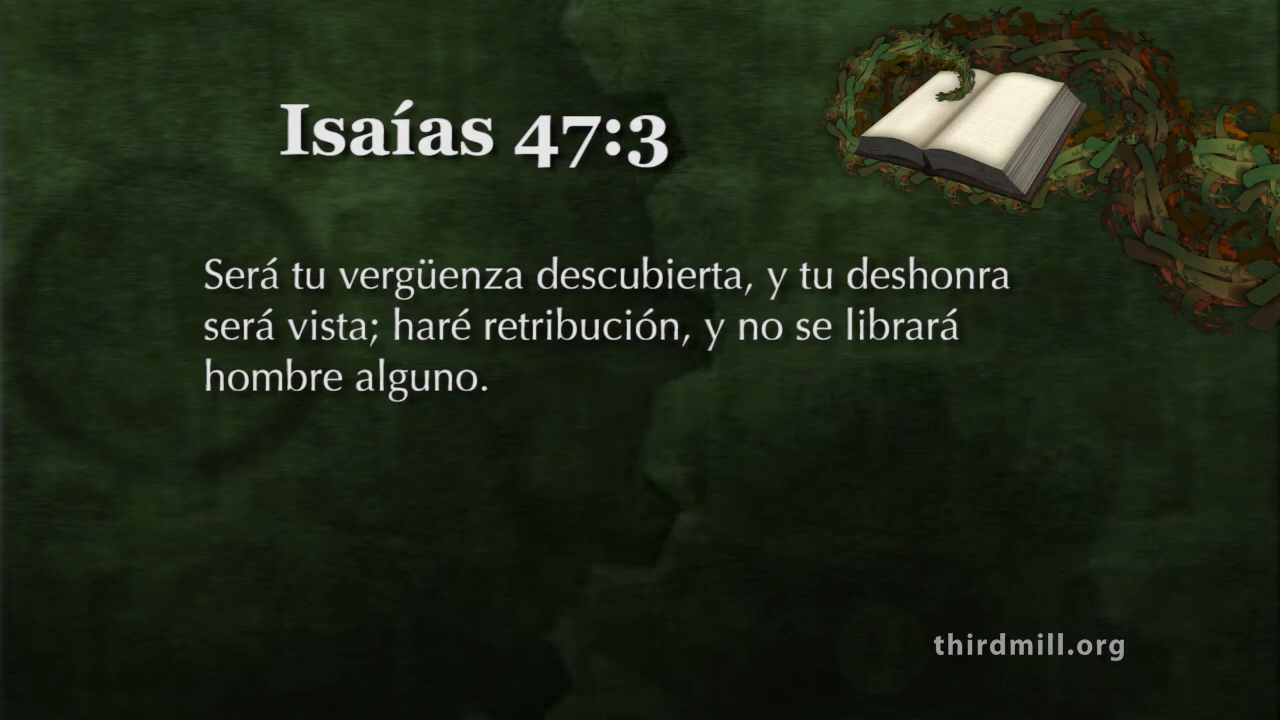 Isaías 47:3
Será tu vergüenza descubierta, y tu deshonra
será vista; haré retribución, y no se librará
hombre alguno.
thirdmill.org